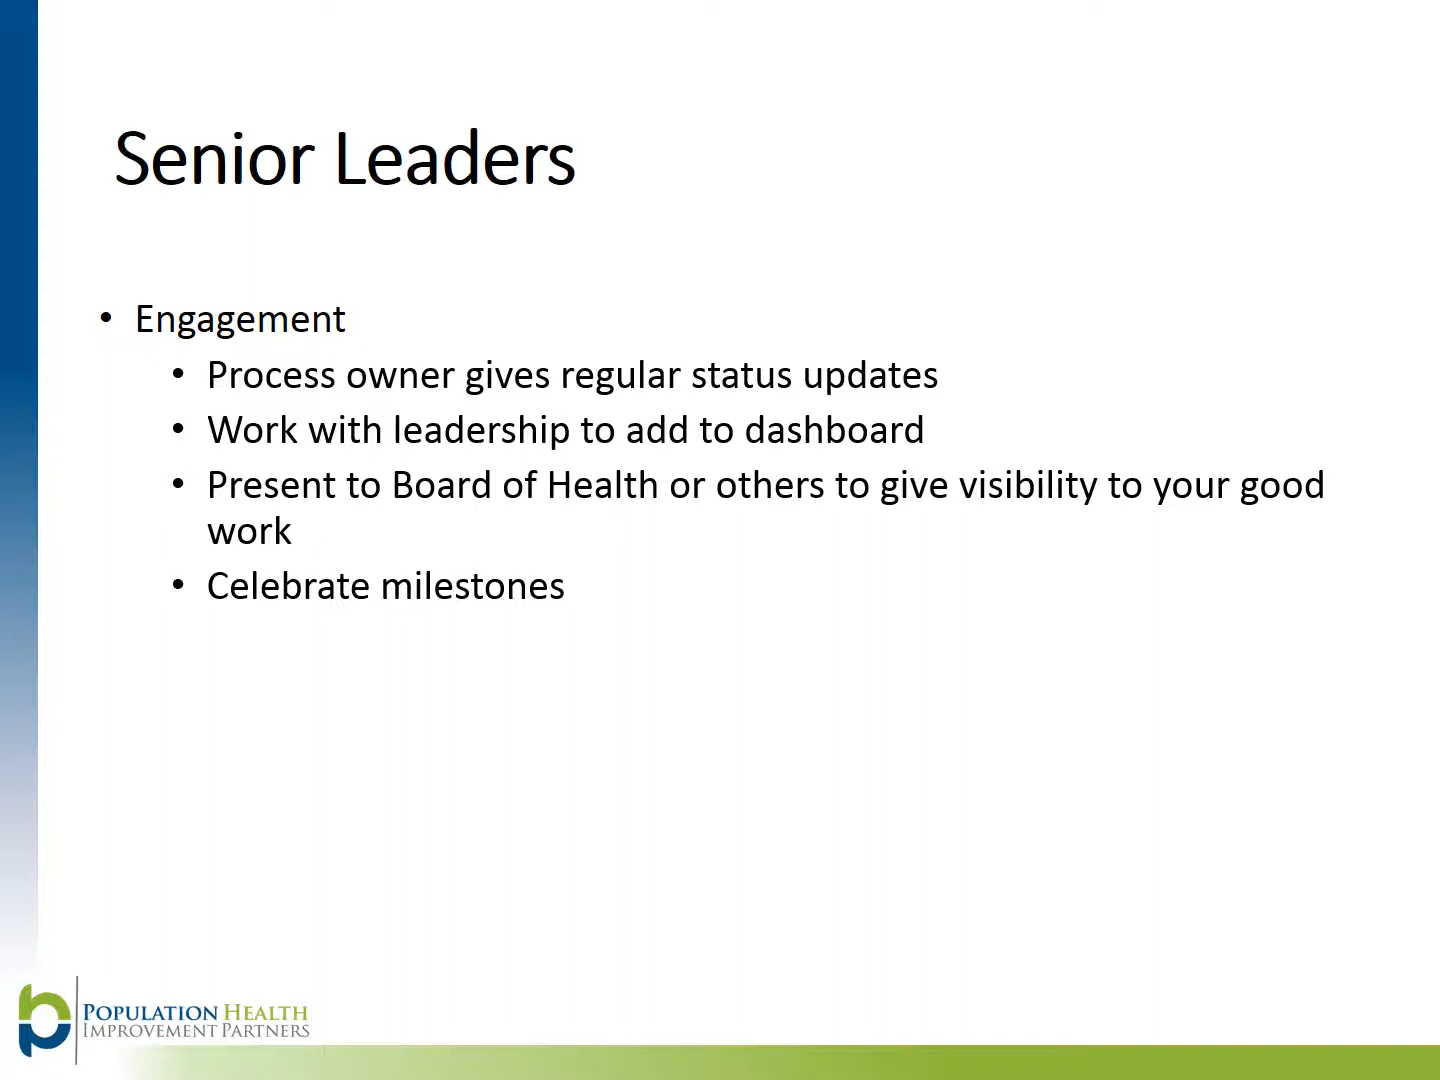 Senior Leaders
• Engagement
• Process owner gives regular status updates
• Work with leadership to add to dashboard
• Present to Board of Health or others to give visibility to your good
work
• Celebrate milestones
POPULATION HEALTH
IMPROVEMENT PARTNERS